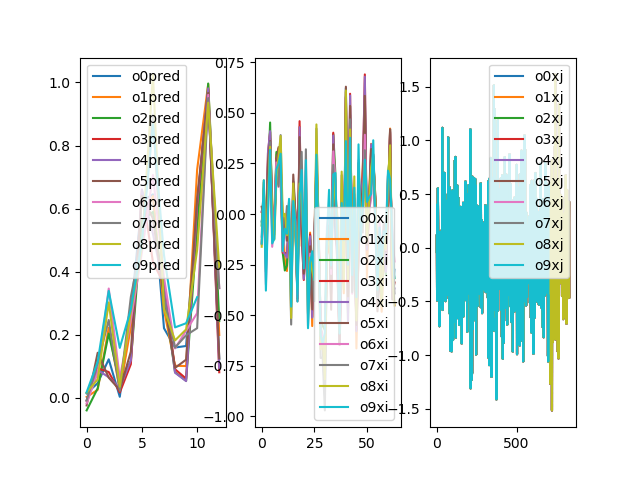 1.0
0.8
0.6
0.4
0.2
0.0
0
5
10
o0pred
o1pred
o2pred
o3pred
o4pred
o5pred
o6pred
o7pred
o8pred
o9pred
0.75
0.50
0.25
0.00
−0.25
−0.50
−0.75
−1.00
0
25
50
o0xi
o1xi
o2xi
o3xi
o4xi
o5xi
o6xi
o7xi
o8xi
o9xi
1.5
1.0
0.5
0.0
−0.5
−1.0
−1.5
0
500
o0xj
o1xj
o2xj
o3xj
o4xj
o5xj
o6xj
o7xj
o8xj
o9xj